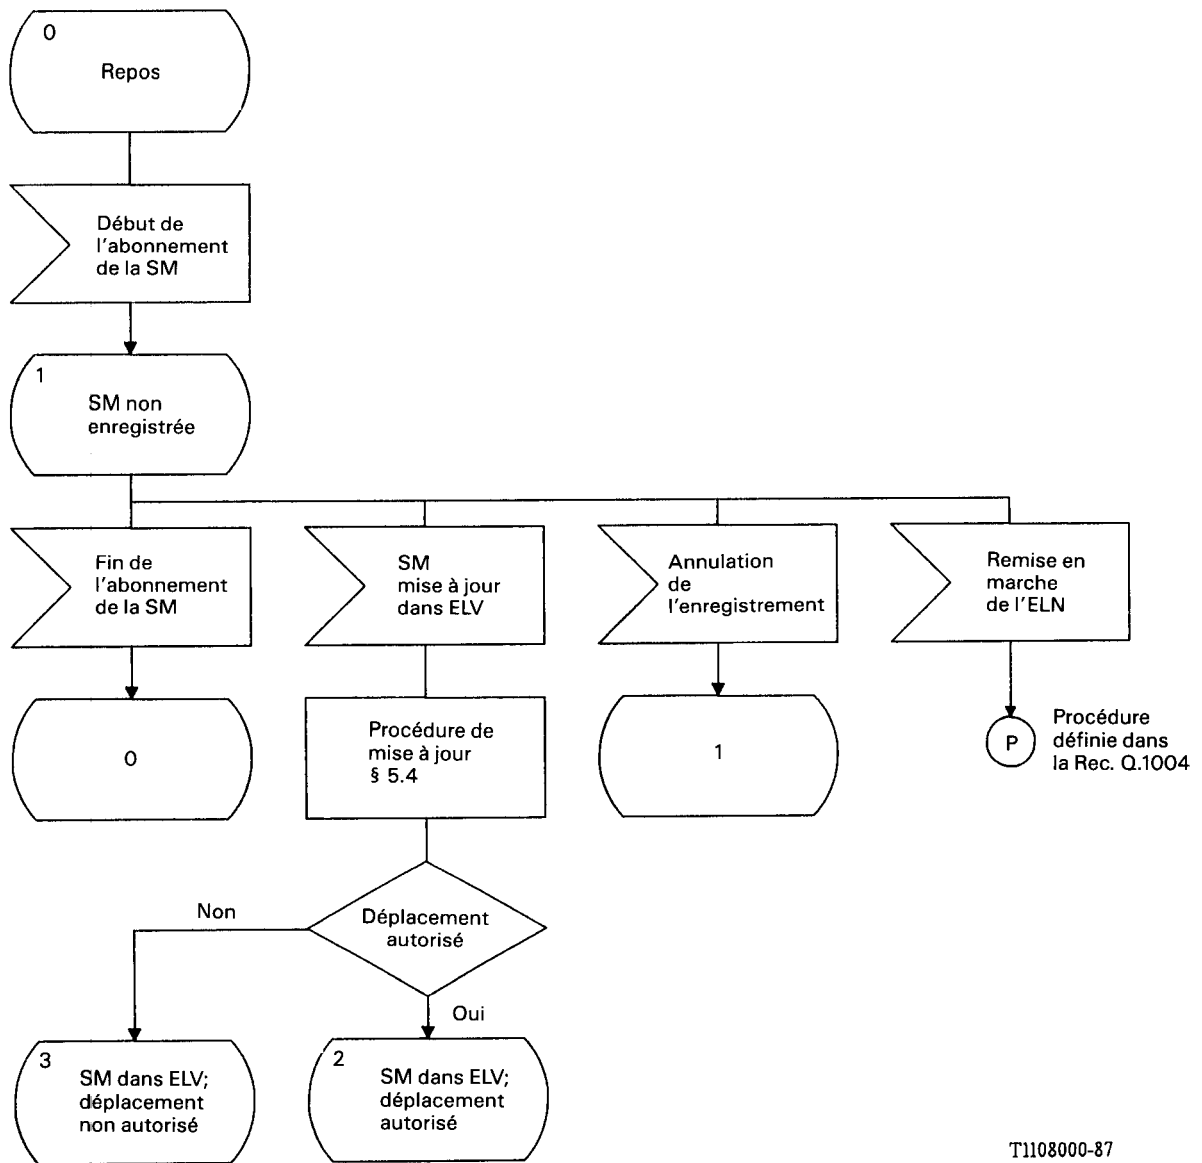 0
Repos
Début de
l'abonnement
de la SM
1
SM non
enregistrée
Fin de
l'abonnement
de la SM
SM
mise à jour
dans ELV
Annulation
de
l'enregistrement
Remise en
marche
de l'ELN
0
Procédure de
mise à jour
§ 5.4
1
P
Procédure
définie dans
la Rec. Q.1004
Non
Déplacement
autorisé
Oui
3
SM dans ELV;
déplacement
non autorisé
2
SM dans ELV;
déplacement
autorisé
T1108000-87